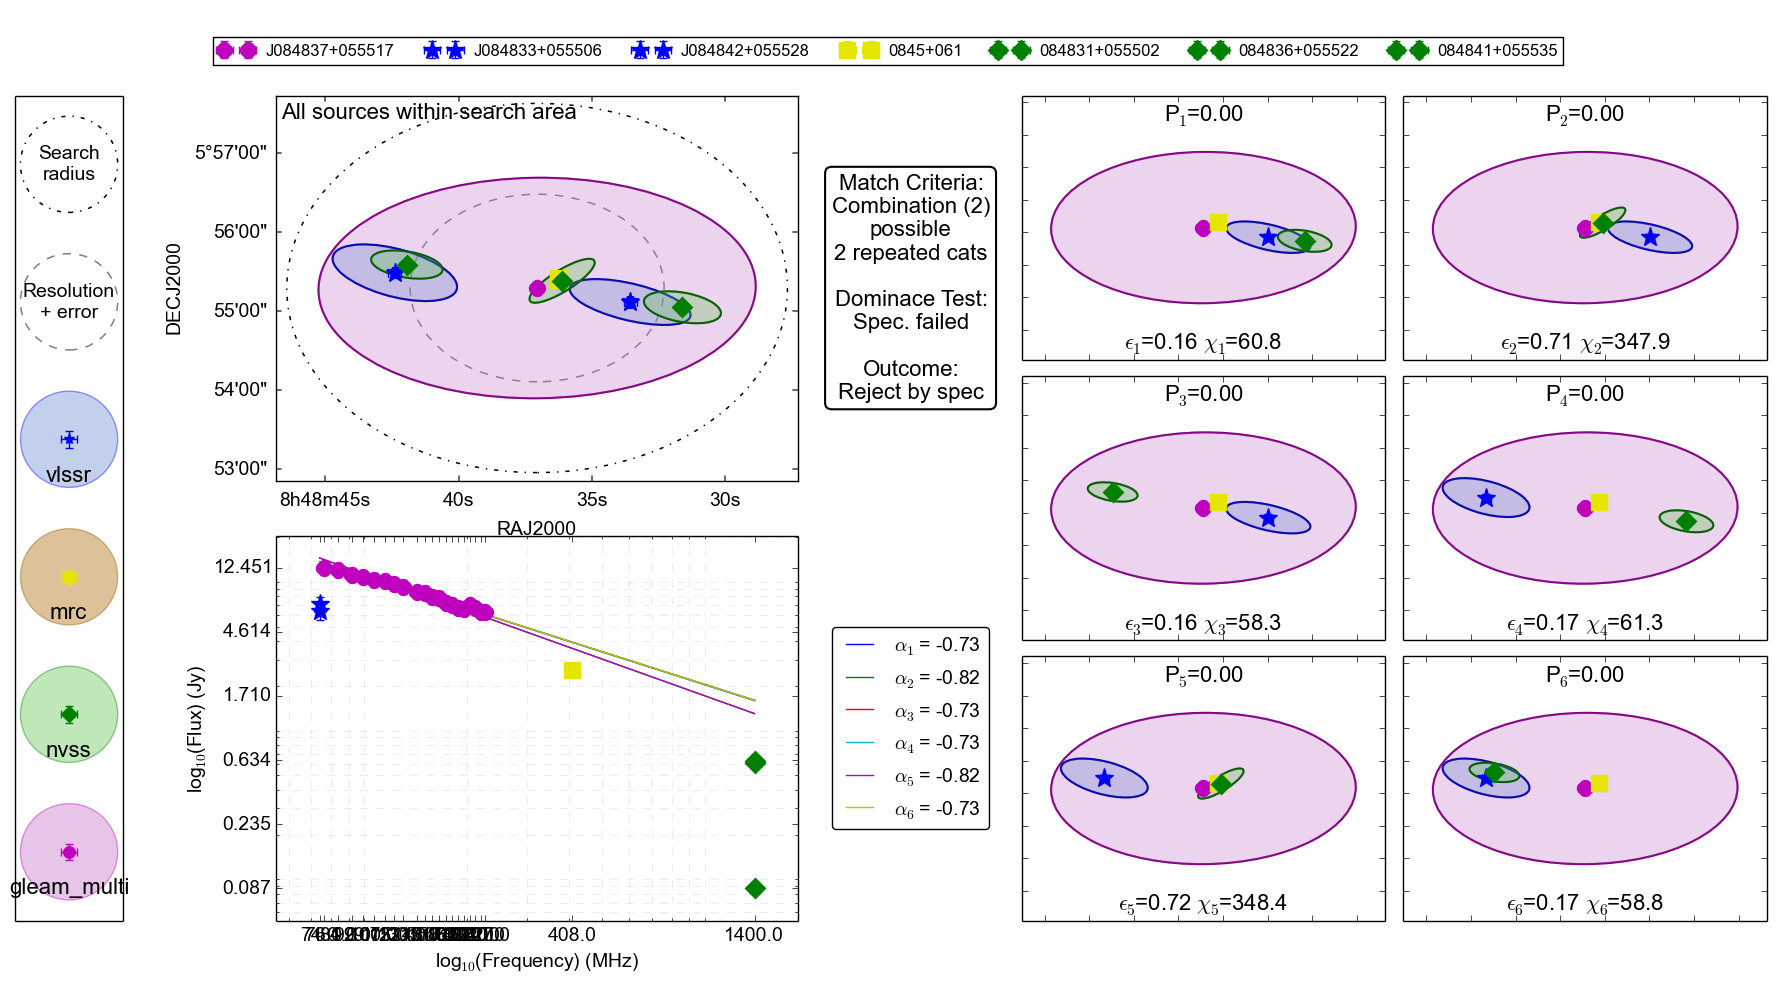 J084837+055517
J084833+055506
J084842+055528
0845+061
084831+055502
084836+055522
084841+055535
Search
radius
Resolution
+ error
vlssr
mrc
nvss
gleam_multi
All sources within search area
5°57'00"
56'00"
55'00"
54'00"
53'00"
DECJ2000
8h48m45s
40s
35s
30s
RAJ2000
Match Criteria:
Combination (2)
possible
2 repeated cats
Dominace Test:
Spec. failed
Outcome:
Reject by spec
12.451
4.614
1.710
0.634
0.235
0.087
log₁₀(Flux) (Jy)
408.0
1400.0
log₁₀(Frequency) (MHz)
α₁ = -0.73
α₂ = -0.82
α₃ = -0.73
α₄ = -0.73
α₅ = -0.82
α₆ = -0.73
P₁=0.00
ϵ₁=0.16 χ₁=60.8
P₂=0.00
ϵ₂=0.71 χ₂=347.9
P₃=0.00
ϵ₃=0.16 χ₃=58.3
P₄=0.00
ϵ₄=0.17 χ₄=61.3
P₅=0.00
ϵ₅=0.72 χ₅=348.4
P₆=0.00
ϵ₆=0.17 χ₆=58.8